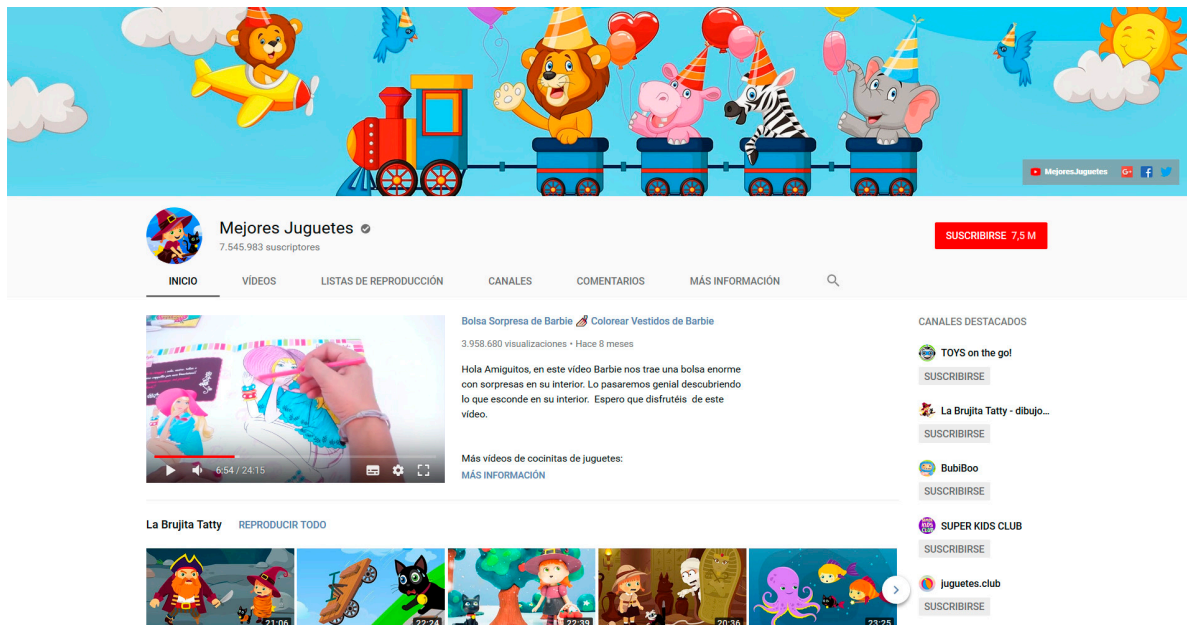 MejoresJuguetes
Mejores Juguetes
7.545.983 suscriptores
SUSCRIBIRSE 7,5 M
INICIO
VÍDEOS
LISTAS DE REPRODUCCIÓN
CANALES
COMENTARIOS
MÁS INFORMACIÓN
Bolsa Sorpresa de Barbie 💅 Colorear Vestidos de Barbie
3.958.680 visualizaciones • Hace 8 meses
Hola Amiguitos, en este vídeo Barbie nos trae una bolsa enorme
con sorpresas en su interior. Lo pasaremos genial descubriendo
lo que esconde en su interior. Espero que disfrutéis de este
vídeo.
Más vídeos de cocinitas de juguetes:
MÁS INFORMACIÓN
6:54 / 24:15
CANALES DESTACADOS
TOYS on the go!
SUSCRIBIRSE
La Brujita Tatty - dibujo...
SUSCRIBIRSE
BubiBoo
SUSCRIBIRSE
SUPER KIDS CLUB
SUSCRIBIRSE
juguetes.club
SUSCRIBIRSE
La Brujita Tatty
REPRODUCIR TODO
21:06
22:24
22:39
20:36
23:25